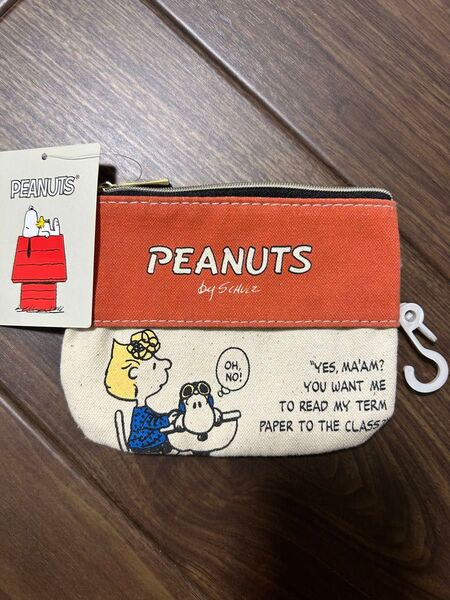 PEANUTS®
PEANUTS
by SCHULZ
OH,
NO!
"YES, MA'AM?
YOU WANT ME
TO READ MY TERM
PAPER TO THE CLASS?